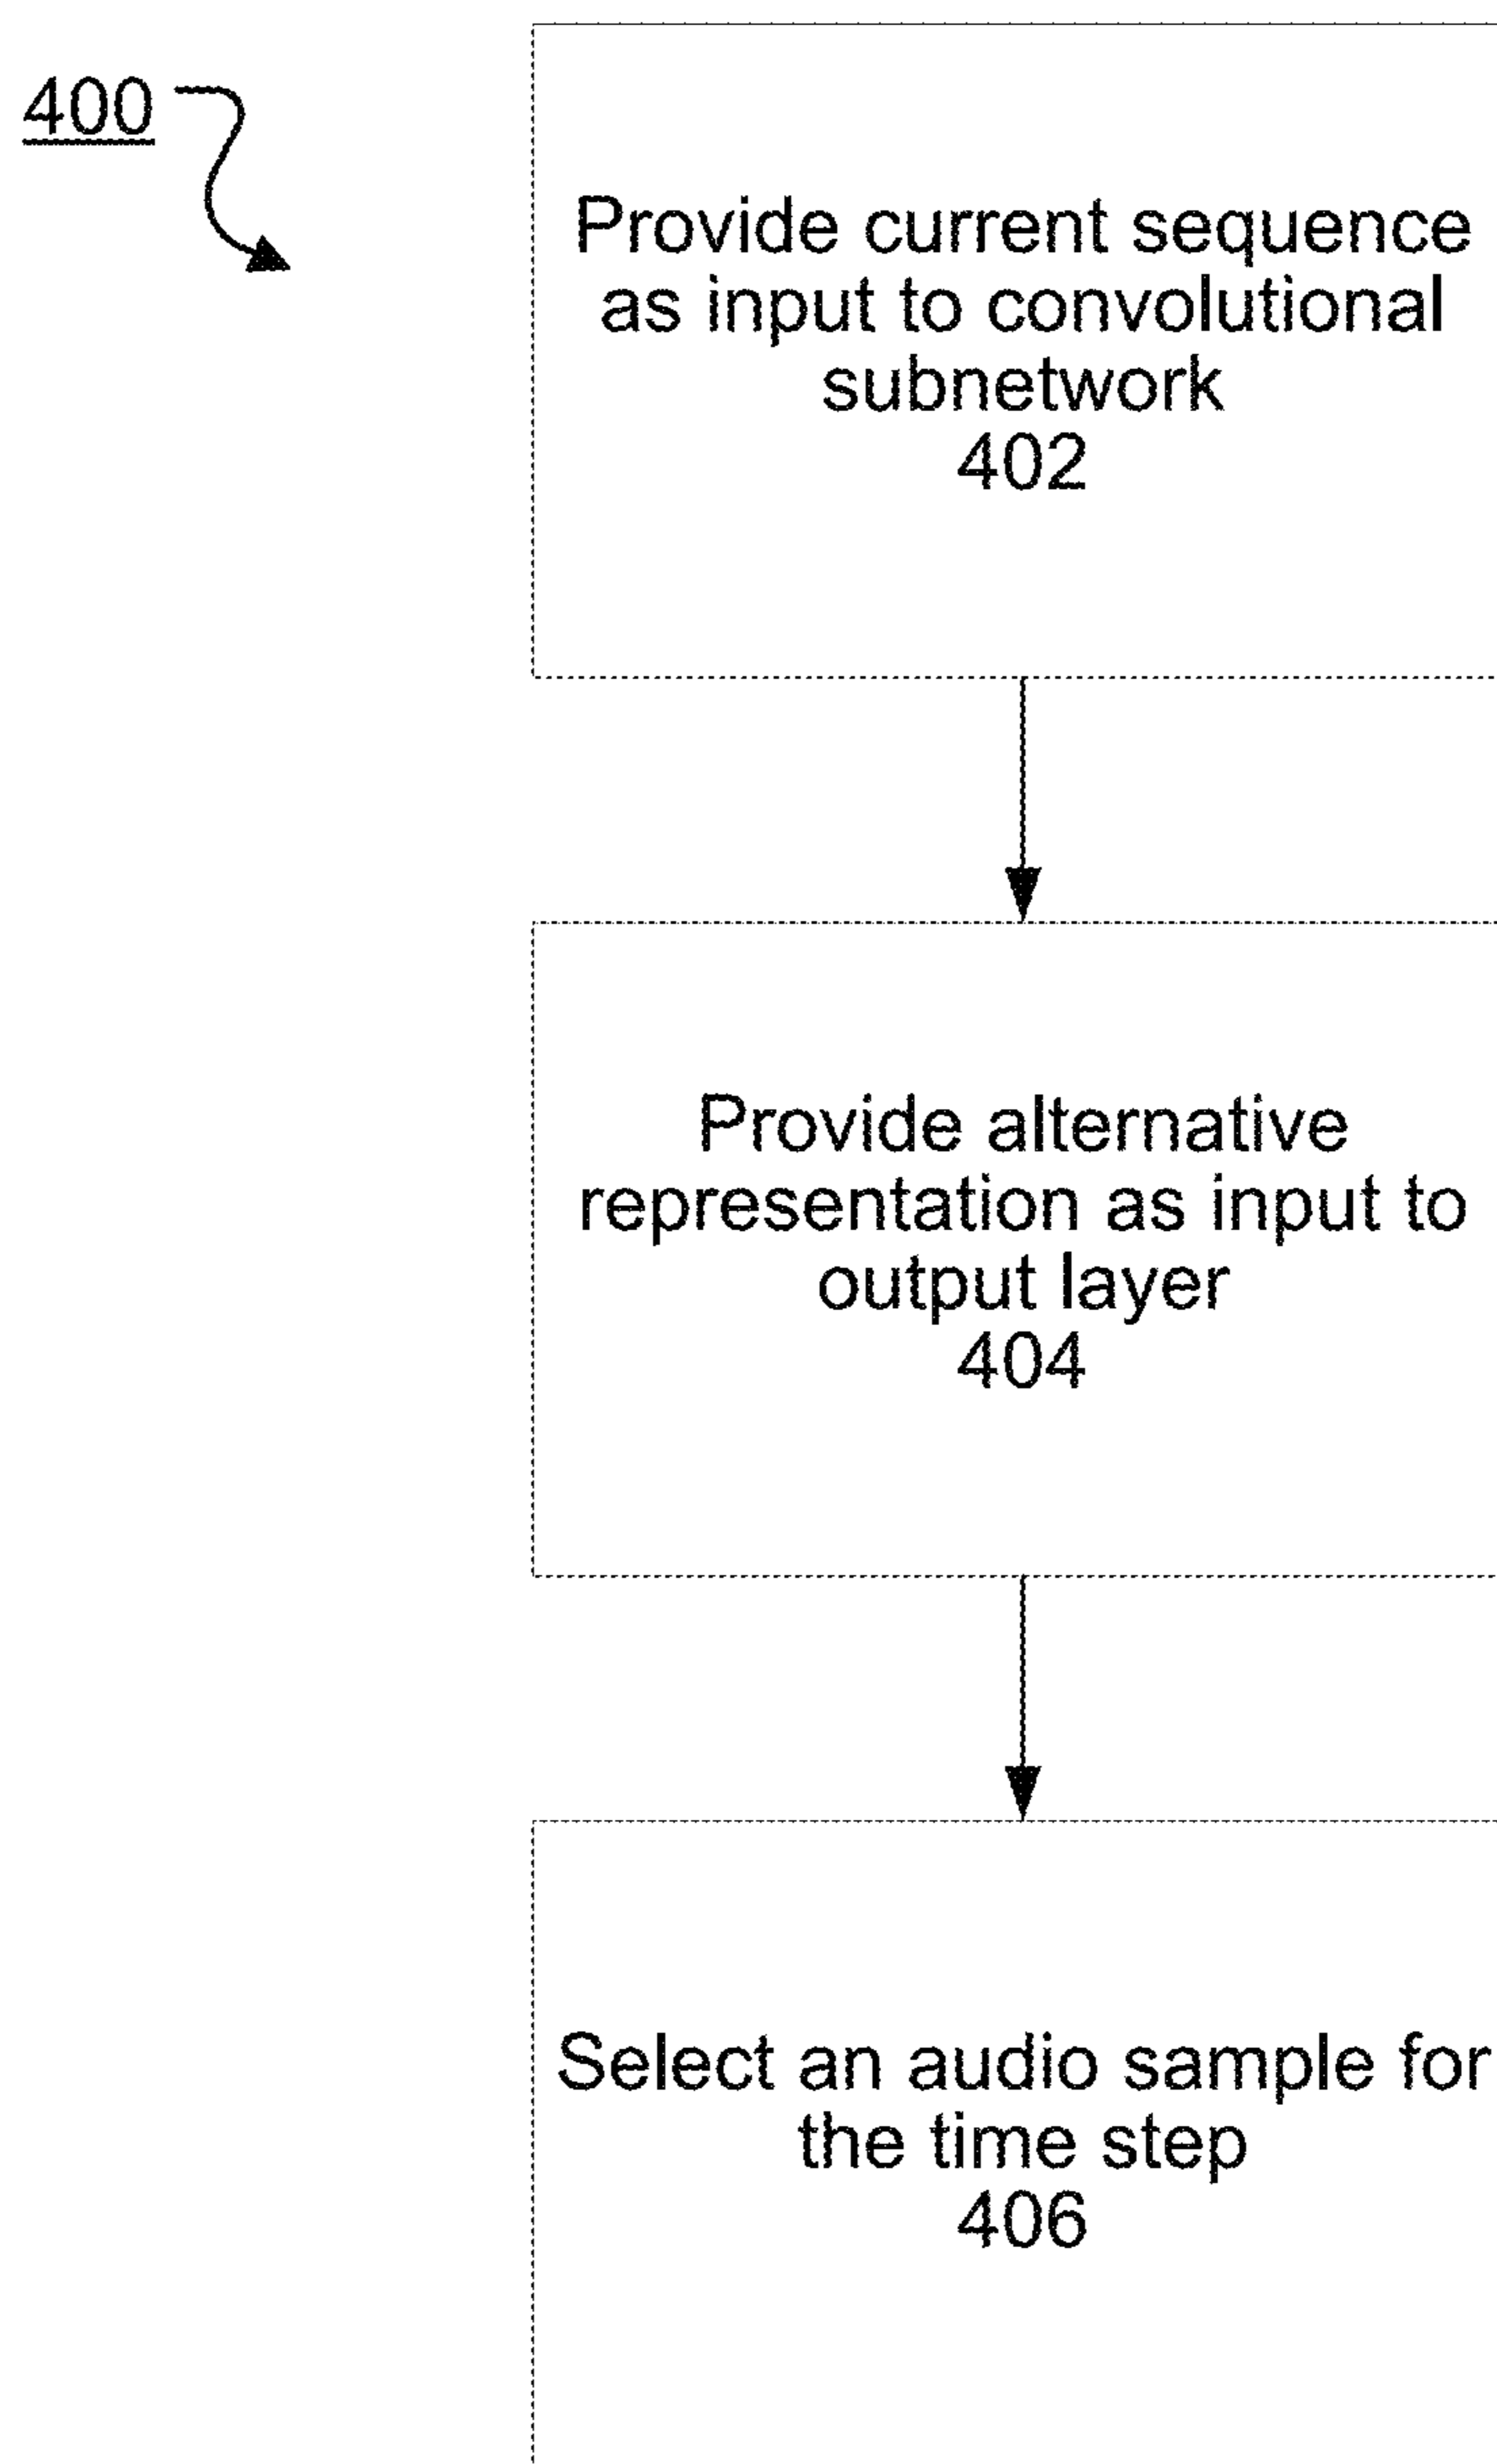 400
Provide current sequence
as input to convolutional
subnetwork
402
Provide alternative
representation as input to
output layer
404
Select an audio sample for
the time step
406